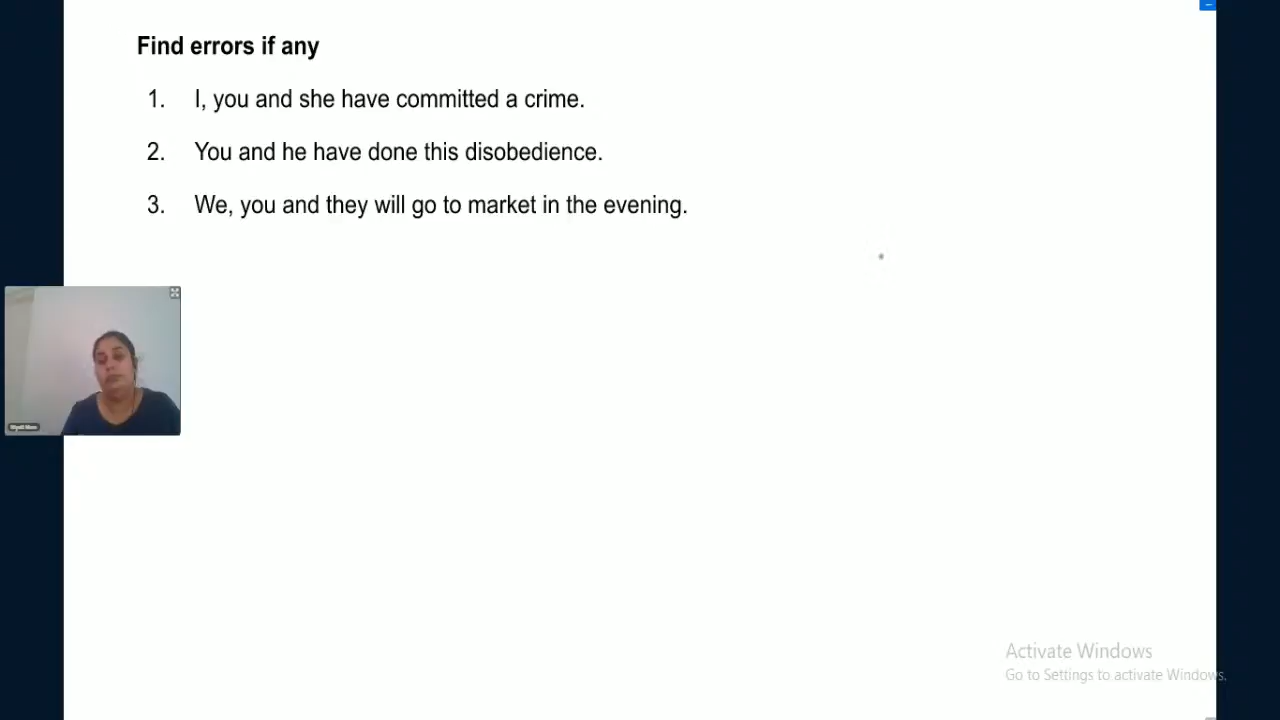 Find errors if any
1. I, you and she have committed a crime.
2. You and he have done this disobedience.
3. We, you and they will go to market in the evening.
Activate Windows
Go to Settings to activate Windows.